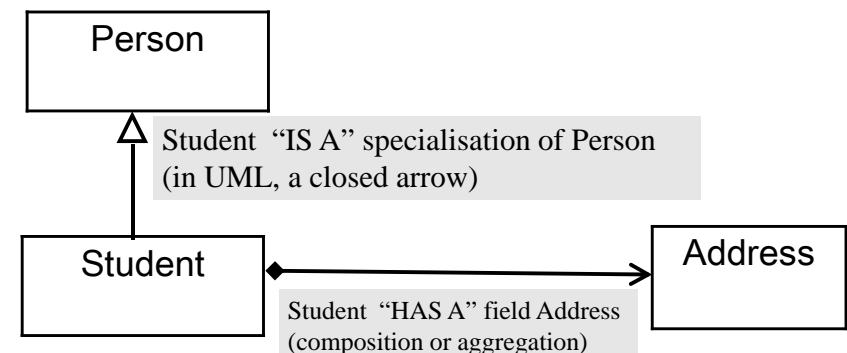 Person
Student “IS A” specialisation of Person
(in UML, a closed arrow)
Student
Address
Student “HAS A” field Address
(composition or aggregation)